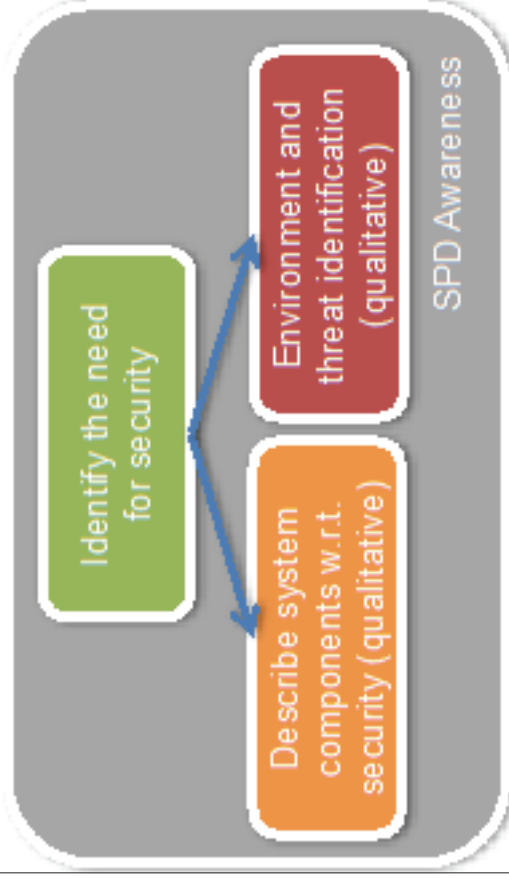 Identify the need
for security
Describe system
components w.r.t.
security (qualitative)
Environment and
threat identification
(qualitative)
SPD Awareness